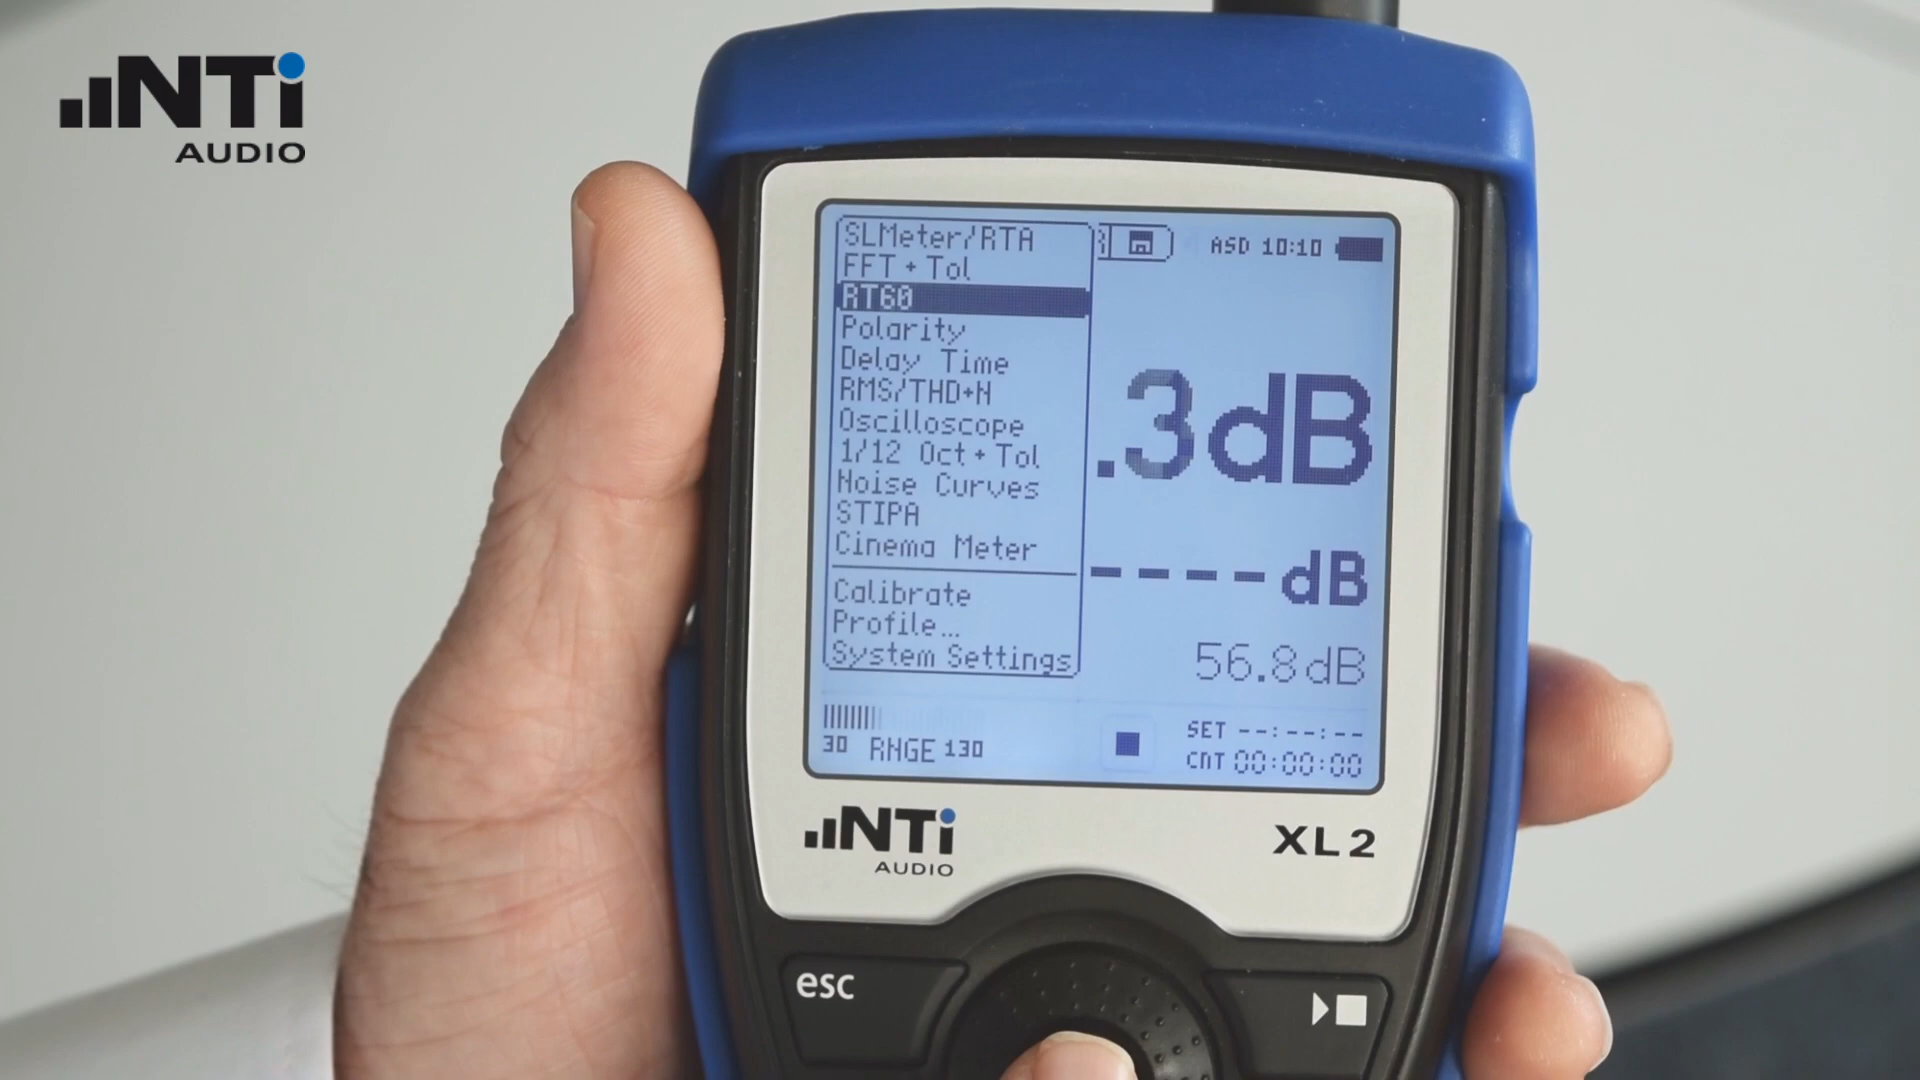 NTi
AUDIO
SLMeter/RTA
FFT + Tol
RT60
Polarity
Delay Time
RMS/THD+N
Oscilloscope
1/12 Oct + Tol
Noise Curves
STIPA
Cinema Meter
Calibrate
Profile...
System Settings
ASD 10:10
.3dB
----dB
56.8dB
30 RNGE 130
SET --:--:--
CNT 00:00:00
NTi
AUDIO
XL2
esc